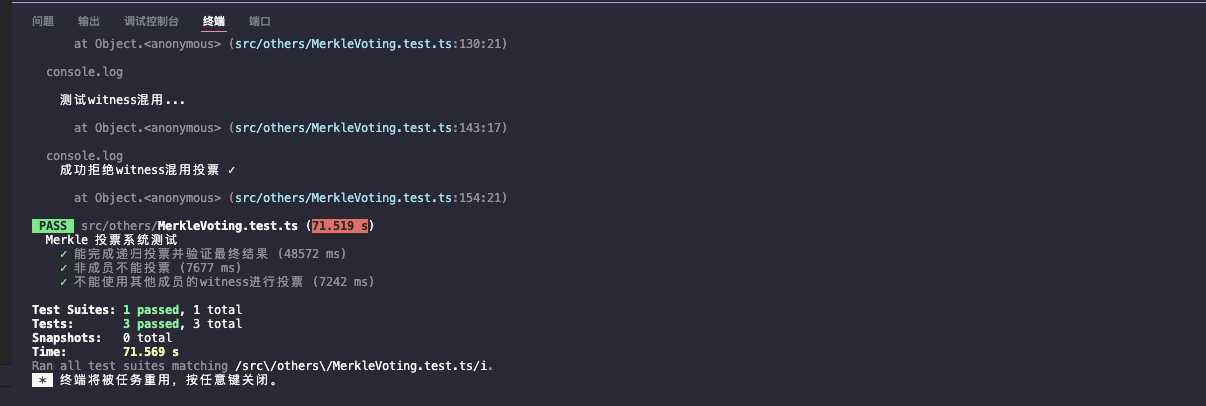 问题 输出 调试控制台 终端 端口
at Object.<anonymous> (src/others/MerkleVoting.test.ts:130:21)
console.log
测试witness混用...
at Object.<anonymous> (src/others/MerkleVoting.test.ts:143:17)
console.log
成功拒绝witness混用投票 ✓
at Object.<anonymous> (src/others/MerkleVoting.test.ts:154:21)
PASS src/others/MerkleVoting.test.ts (71.519 s)
Merkle 投票系统测试
✓ 能完成递归投票并验证最终结果 (48572 ms)
✓ 非成员不能投票 (7677 ms)
✓ 不能使用其他成员的witness进行投票 (7242 ms)
Test Suites: 1 passed, 1 total
Tests: 3 passed, 3 total
Snapshots: 0 total
Time: 71.569 s
Ran all test suites matching /src\/others\/MerkleVoting.test.ts/i.
* 终端将被任务重用，按任意键关闭。